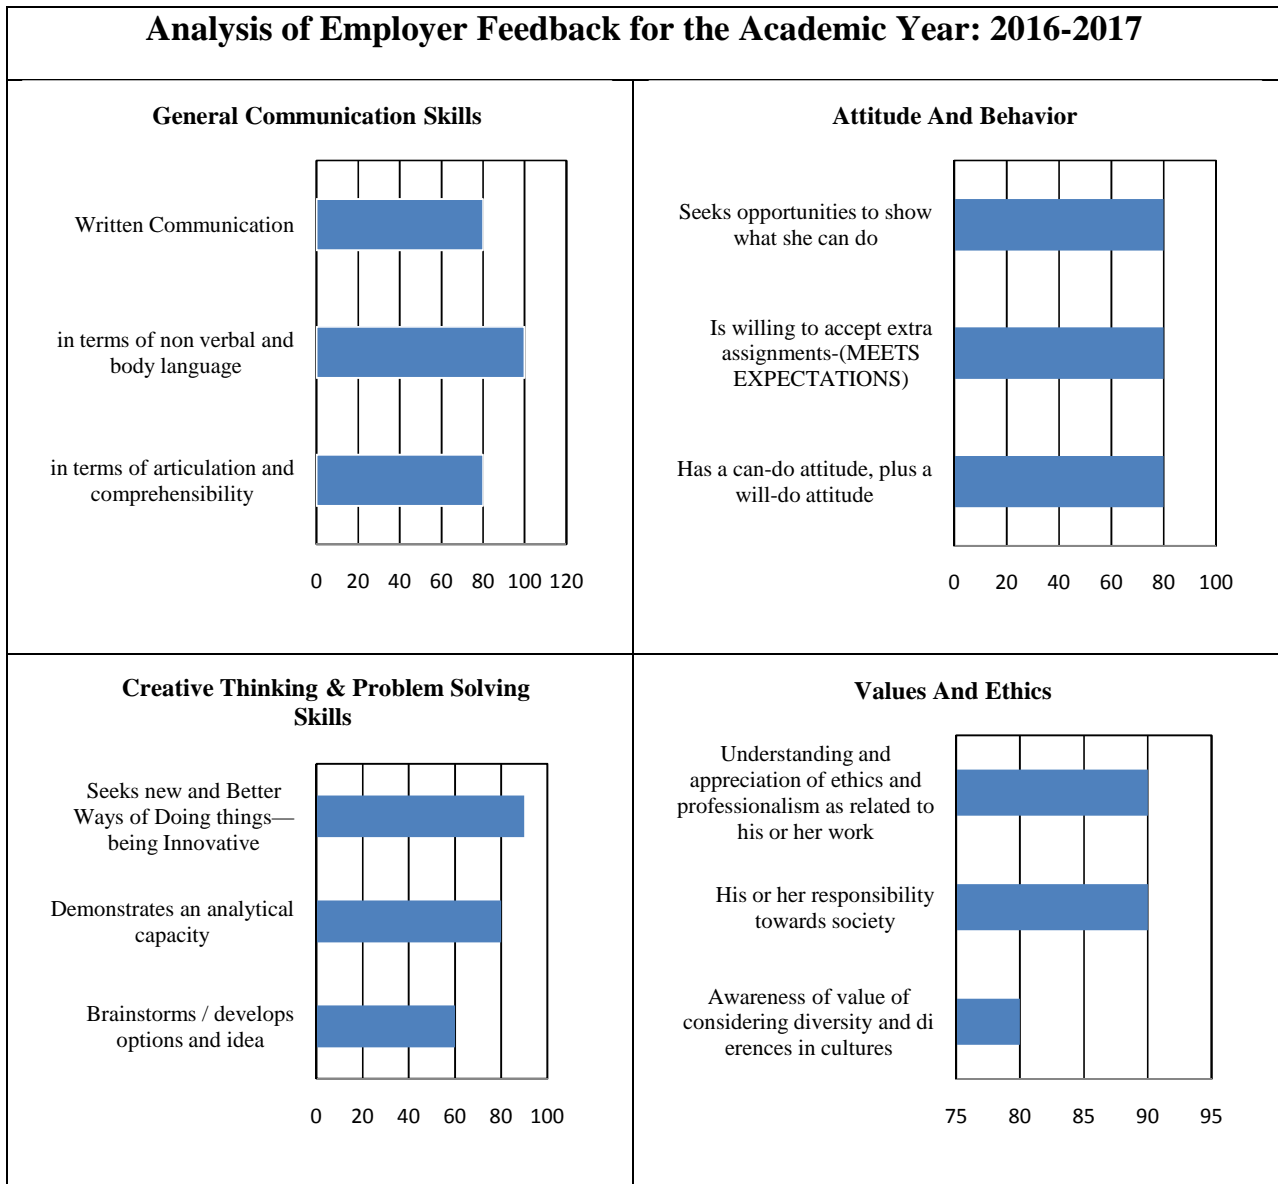 Analysis of Employer Feedback for the Academic Year: 2016-2017
General Communication Skills
Written Communication
in terms of non verbal and
body language
in terms of articulation and
comprehensibility
0 20 40 60 80 100 120
Attitude And Behavior
Seeks opportunities to show
what she can do
Is willing to accept extra
assignments-(MEETS
EXPECTATIONS)
Has a can-do attitude, plus a
will-do attitude
0 20 40 60 80 100
Creative Thinking & Problem Solving
Skills
Seeks new and Better
Ways of Doing things—
being Innovative
Demonstrates an analytical
capacity
Brainstorms / develops
options and idea
0 20 40 60 80 100
Values And Ethics
Understanding and
appreciation of ethics and
professionalism as related to
his or her work
His or her responsibility
towards society
Awareness of value of
considering diversity and di
erences in cultures
75 80 85 90 95